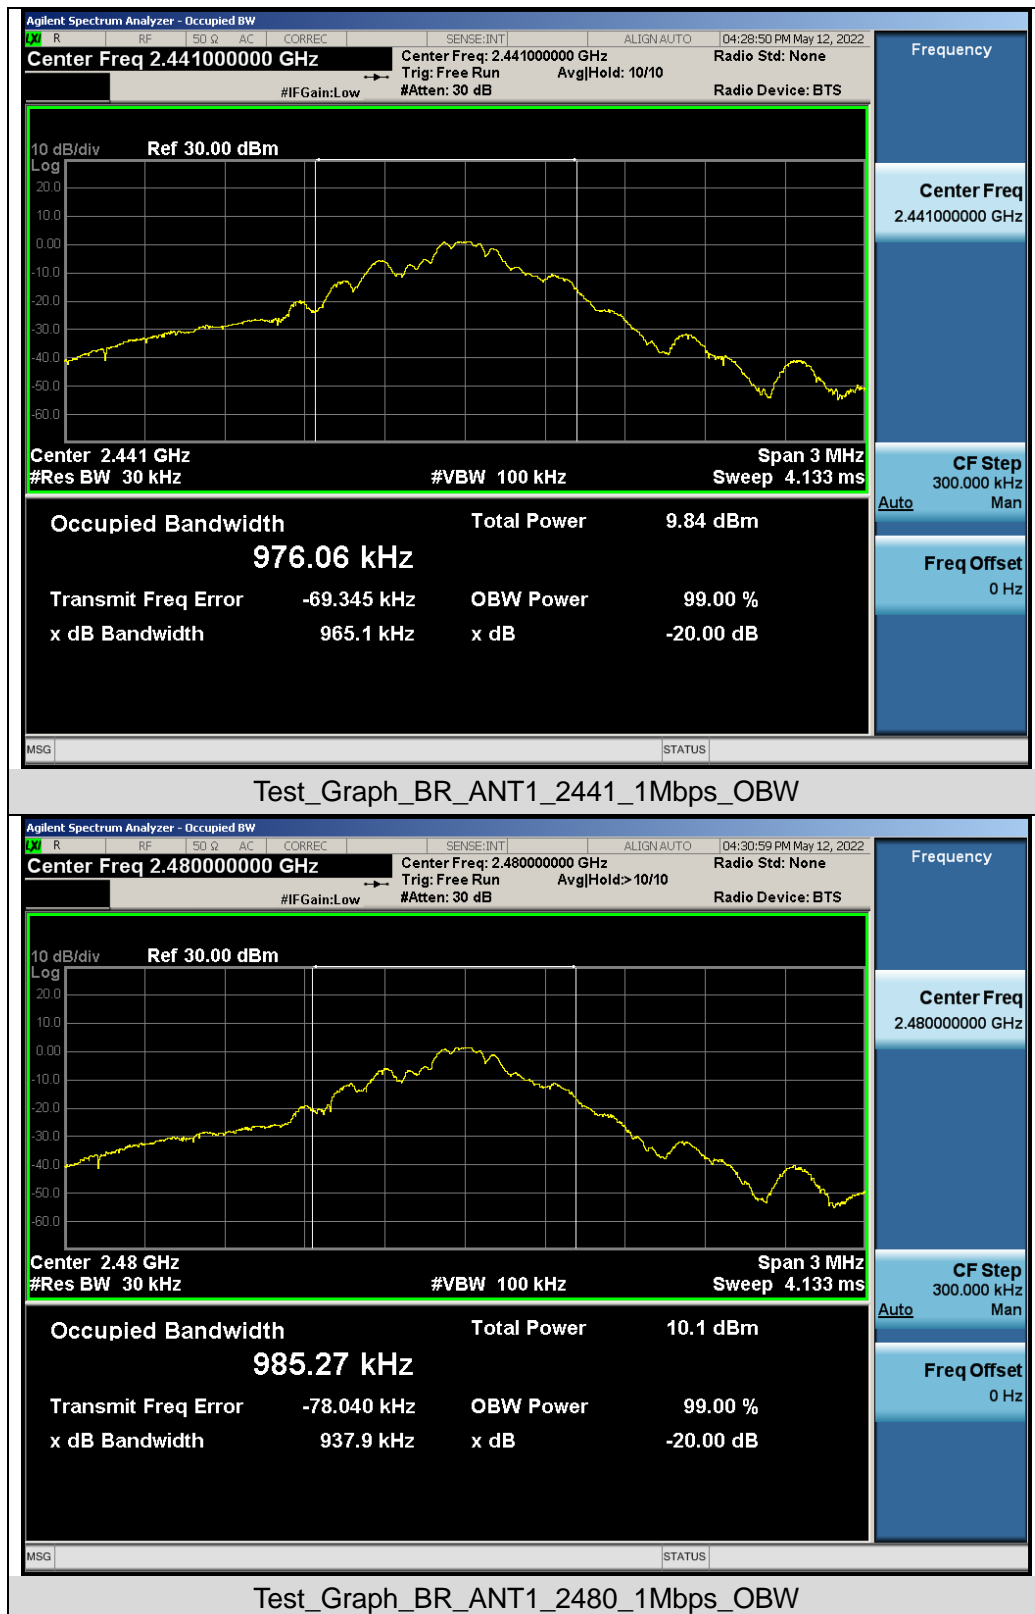 Agilent Spectrum Analyzer - Occupied BW
LXI R RF 50 Ω AC CORREC SENSE:INT ALIGN AUTO 04:28:50 PM May 12, 2022
Center Freq 2.441000000 GHz
Center Freq: 2.441000000 GHz
Radio Std: None
Trig: Free Run Avg|Hold: 10/10
#IFGain:Low
#Atten: 30 dB
Radio Device: BTS
Frequency
10 dB/div Ref 30.00 dBm
Log
20.0
10.0
0.00
-10.0
-20.0
-30.0
-40.0
-50.0
-60.0
Center Freq
2.441000000 GHz
Center 2.441 GHz Span 3 MHz
#Res BW 30 kHz #VBW 100 kHz Sweep 4.133 ms
CF Step
300.000 kHz
Auto Man
Occupied Bandwidth Total Power 9.84 dBm
976.06 kHz
Transmit Freq Error -69.345 kHz OBW Power 99.00 %
x dB Bandwidth 965.1 kHz x dB -20.00 dB
Freq Offset
0 Hz
MSG STATUS
Test_Graph_BR_ANT1_2441_1Mbps_OBW
Agilent Spectrum Analyzer - Occupied BW
LXI R RF 50 Ω AC CORREC SENSE:INT ALIGN AUTO 04:30:59 PM May 12, 2022
Center Freq 2.480000000 GHz
Center Freq: 2.480000000 GHz
Radio Std: None
Trig: Free Run Avg|Hold:>10/10
#IFGain:Low
#Atten: 30 dB
Radio Device: BTS
Frequency
10 dB/div Ref 30.00 dBm
Log
20.0
10.0
0.00
-10.0
-20.0
-30.0
-40.0
-50.0
-60.0
Center Freq
2.480000000 GHz
Center 2.48 GHz Span 3 MHz
#Res BW 30 kHz #VBW 100 kHz Sweep 4.133 ms
CF Step
300.000 kHz
Auto Man
Occupied Bandwidth Total Power 10.1 dBm
985.27 kHz
Transmit Freq Error -78.040 kHz OBW Power 99.00 %
x dB Bandwidth 937.9 kHz x dB -20.00 dB
Freq Offset
0 Hz
MSG STATUS
Test_Graph_BR_ANT1_2480_1Mbps_OBW